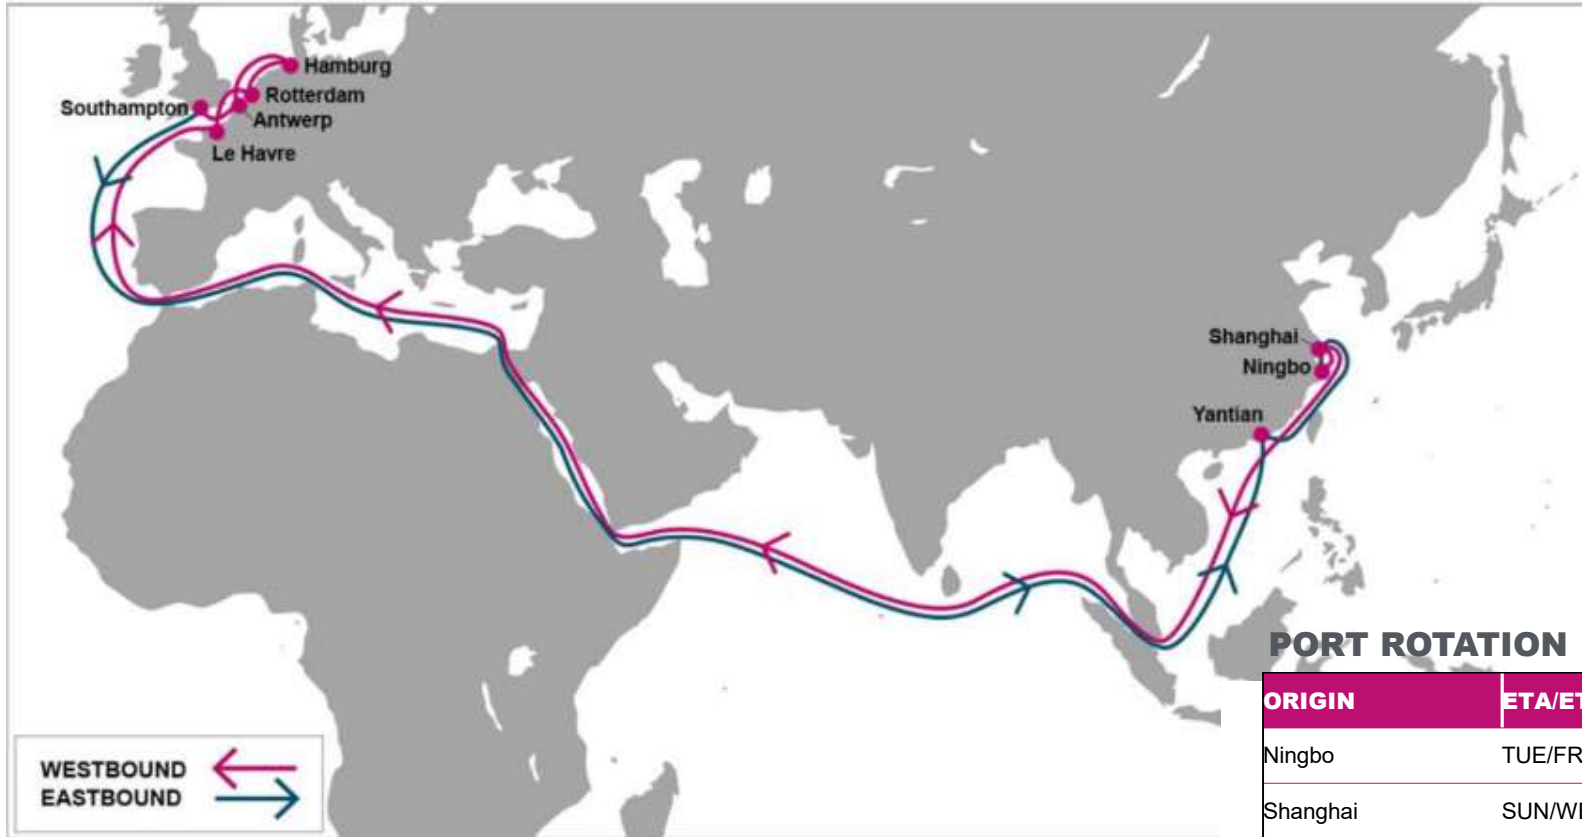 Hamburg
Rotterdam
Southampton
Antwerp
Le Havre
Shanghai
Ningbo
Yantian
PORT ROTATION
ORIGIN
Ningbo
Shanghai
WESTBOUND
EASTBOUND